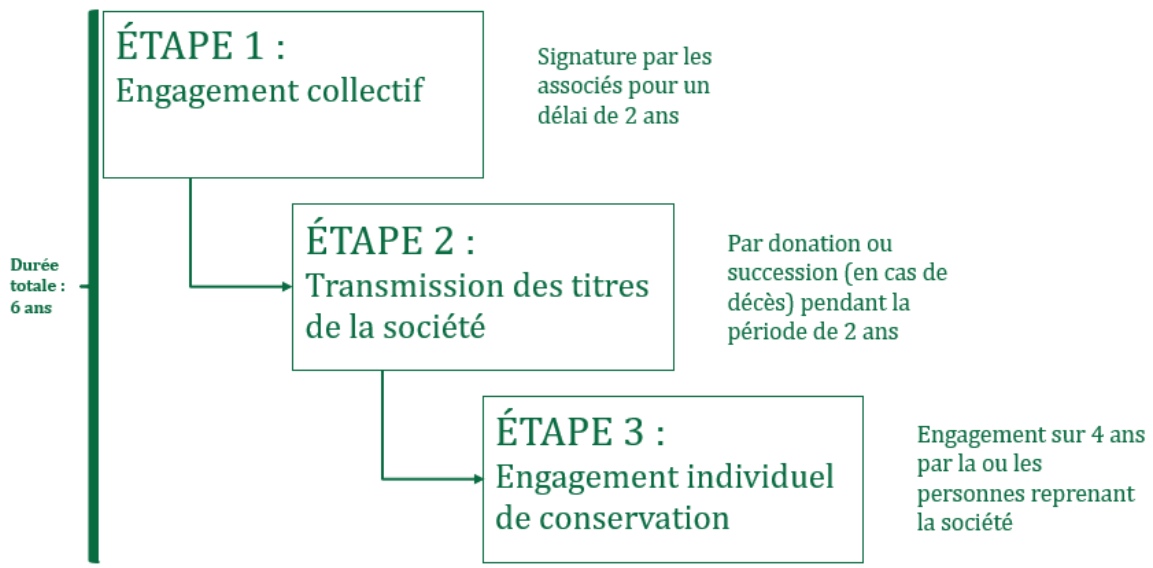 ÉTAPE 1 :
Engagement collectif
Signature par les
associés pour un
délai de 2 ans
Durée
totale :
6 ans
ÉTAPE 2 :
Transmission des titres
de la société
Par donation ou
succession (en cas de
décès) pendant la
période de 2 ans
ÉTAPE 3 :
Engagement individuel
de conservation
Engagement sur 4 ans
par la ou les
personnes reprenant
la société